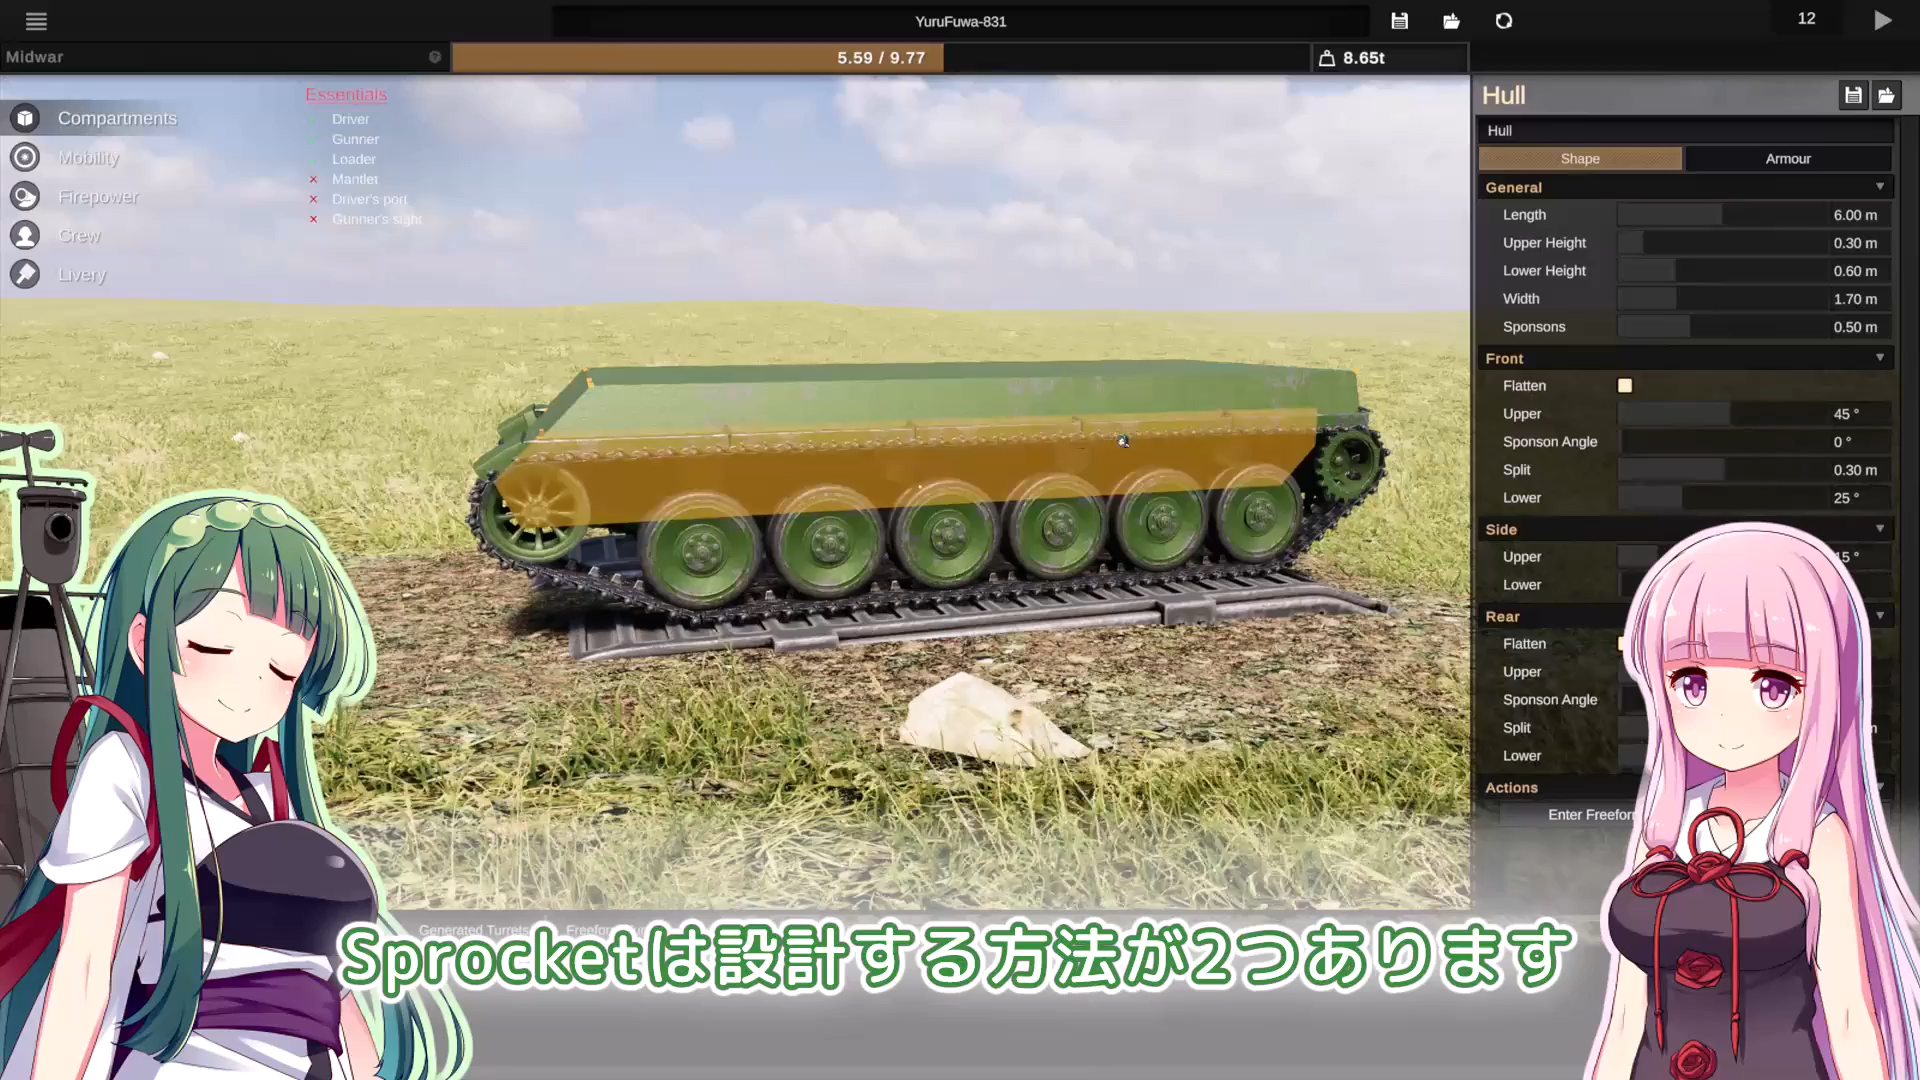 YuruFuwa-831
12
Midwar
5.59 / 9.77
8.65t
Essentials
Driver
Gunner
Loader
Mantlet
Driver's port
Gunner's sight
Compartments
Mobility
Firepower
Crew
Livery
Hull
Hull
Shape
Armour
General
Length 6.00 m
Upper Height 0.30 m
Lower Height 0.60 m
Width 1.70 m
Sponsons 0.50 m
Front
Flatten
Upper 45 °
Sponson Angle 0 °
Split 0.30 m
Lower 25 °
Side
Upper
Lower
Rear
Flatten
Upper
Sponson Angle
Split
Lower
Actions
Enter
Generated Turrets
Sprocketは設計する方法が2つあります